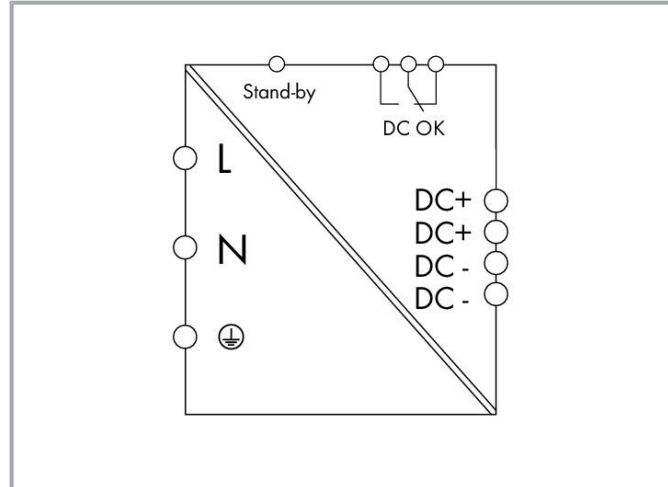 Stand-by
DC OK
L
N
DC+
DC+
DC -
DC -